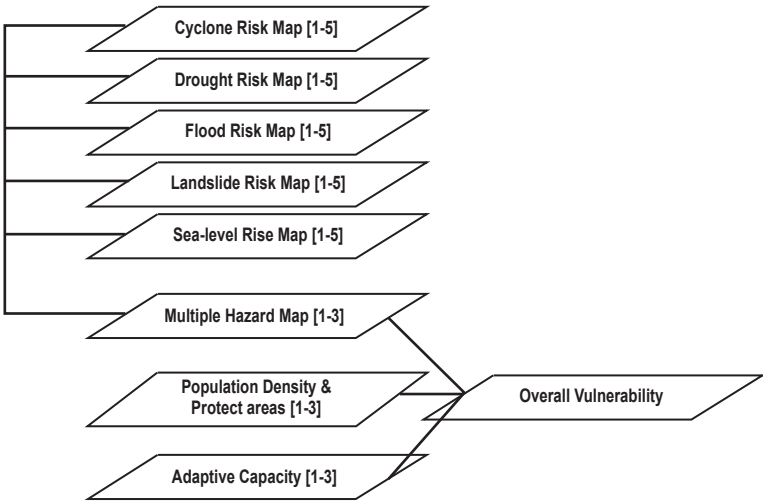 Cyclone Risk Map [1-5]
Drought Risk Map [1-5]
Flood Risk Map [1-5]
Landslide Risk Map [1-5]
Sea-level Rise Map [1-5]
Multiple Hazard Map [1-3]
Population Density &
Protect areas [1-3]
Overall Vulnerability
Adaptive Capacity [1-3]